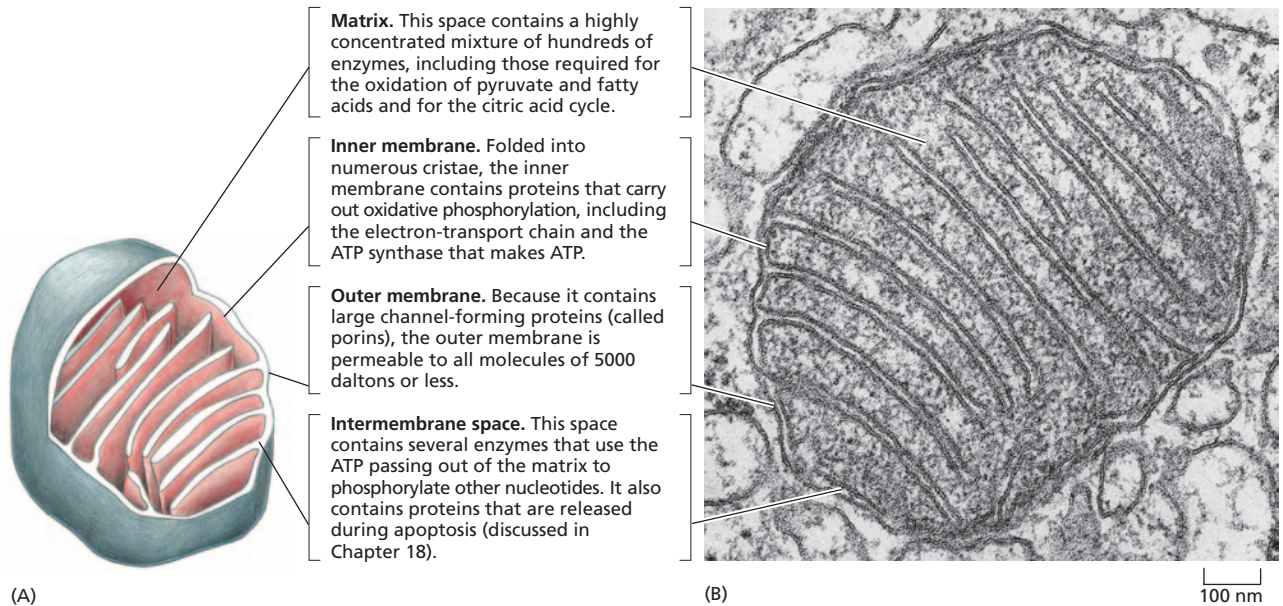 Matrix. This space contains a highly
concentrated mixture of hundreds of
enzymes, including those required for
the oxidation of pyruvate and fatty
acids and for the citric acid cycle.
Inner membrane. Folded into
numerous cristae, the inner
membrane contains proteins that carry
out oxidative phosphorylation, including
the electron-transport chain and the
ATP synthase that makes ATP.
Outer membrane. Because it contains
large channel-forming proteins (called
porins), the outer membrane is
permeable to all molecules of 5000
daltons or less.
Intermembrane space. This space
contains several enzymes that use the
ATP passing out of the matrix to
phosphorylate other nucleotides. It also
contains proteins that are released
during apoptosis (discussed in
Chapter 18).
(A)
(B)
100 nm